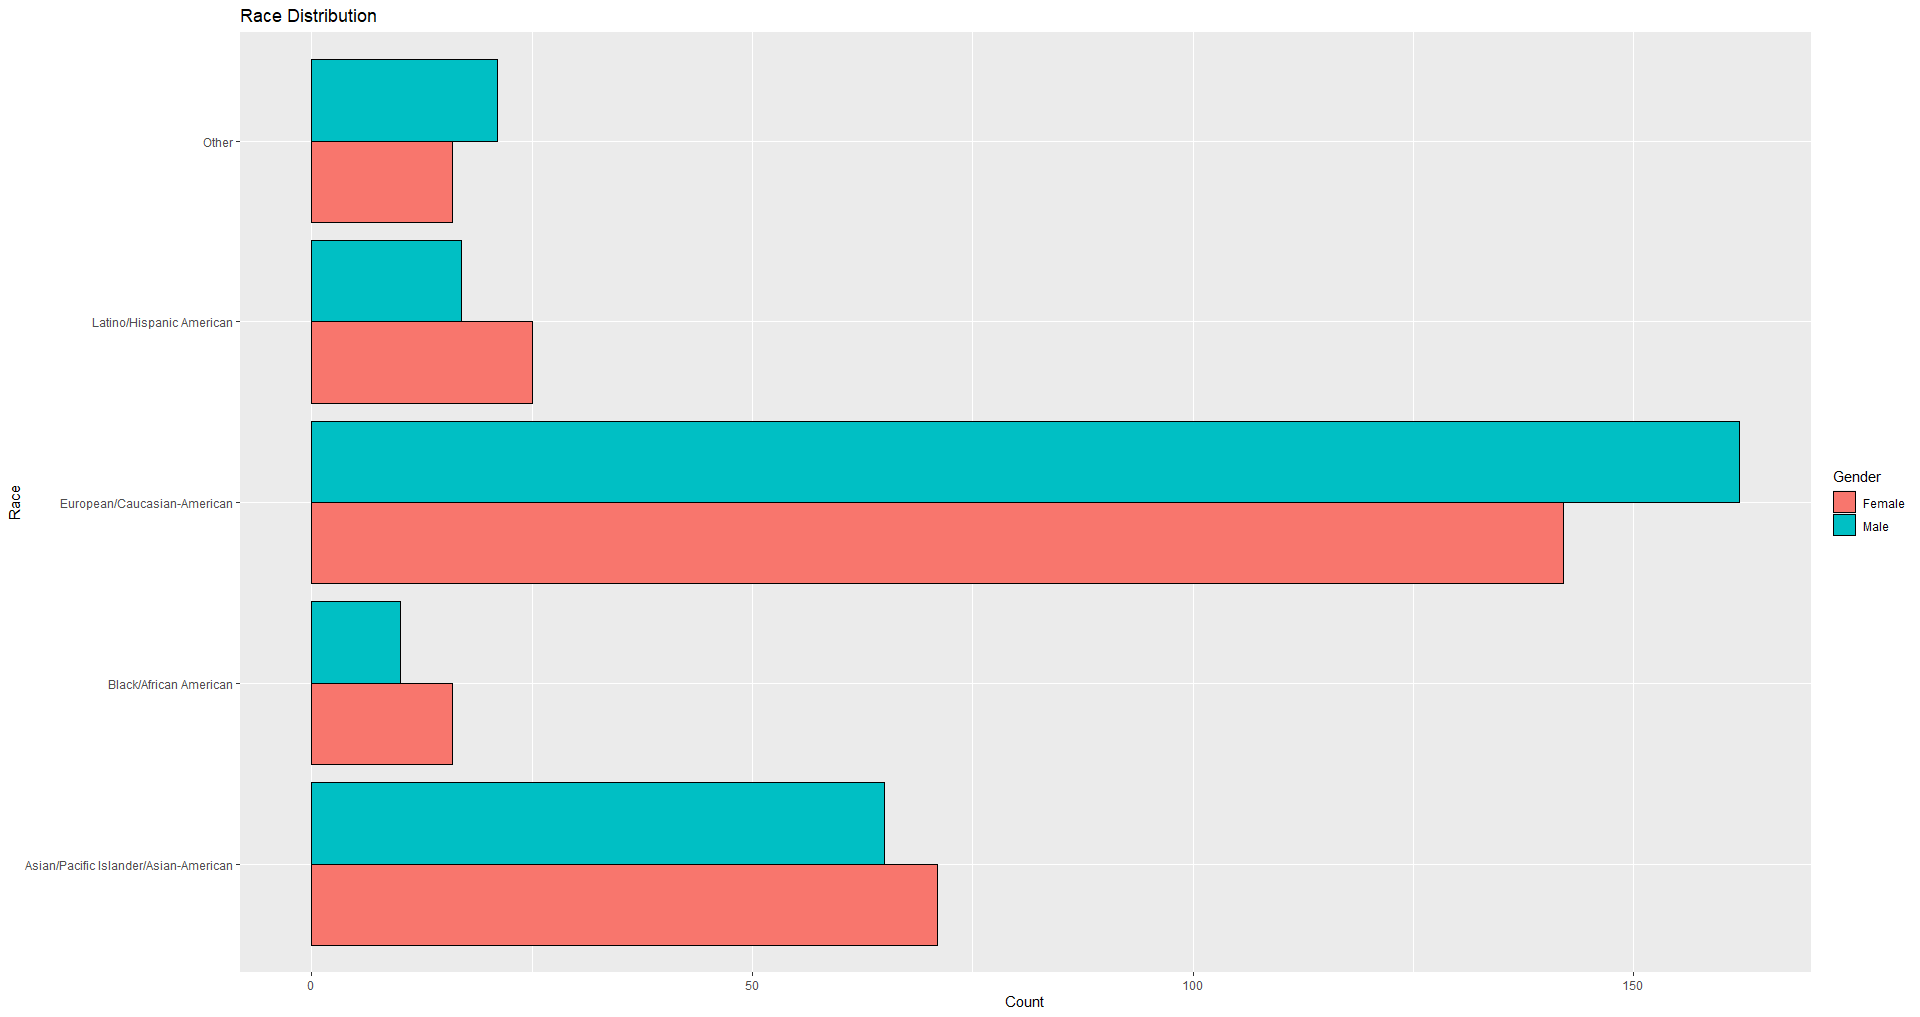 Race Distribution
Other
Latino/Hispanic American
European/Caucasian-American
Black/African American
Asian/Pacific Islander/Asian-American
Race
0 50 100 150
Count
Gender
Female
Male